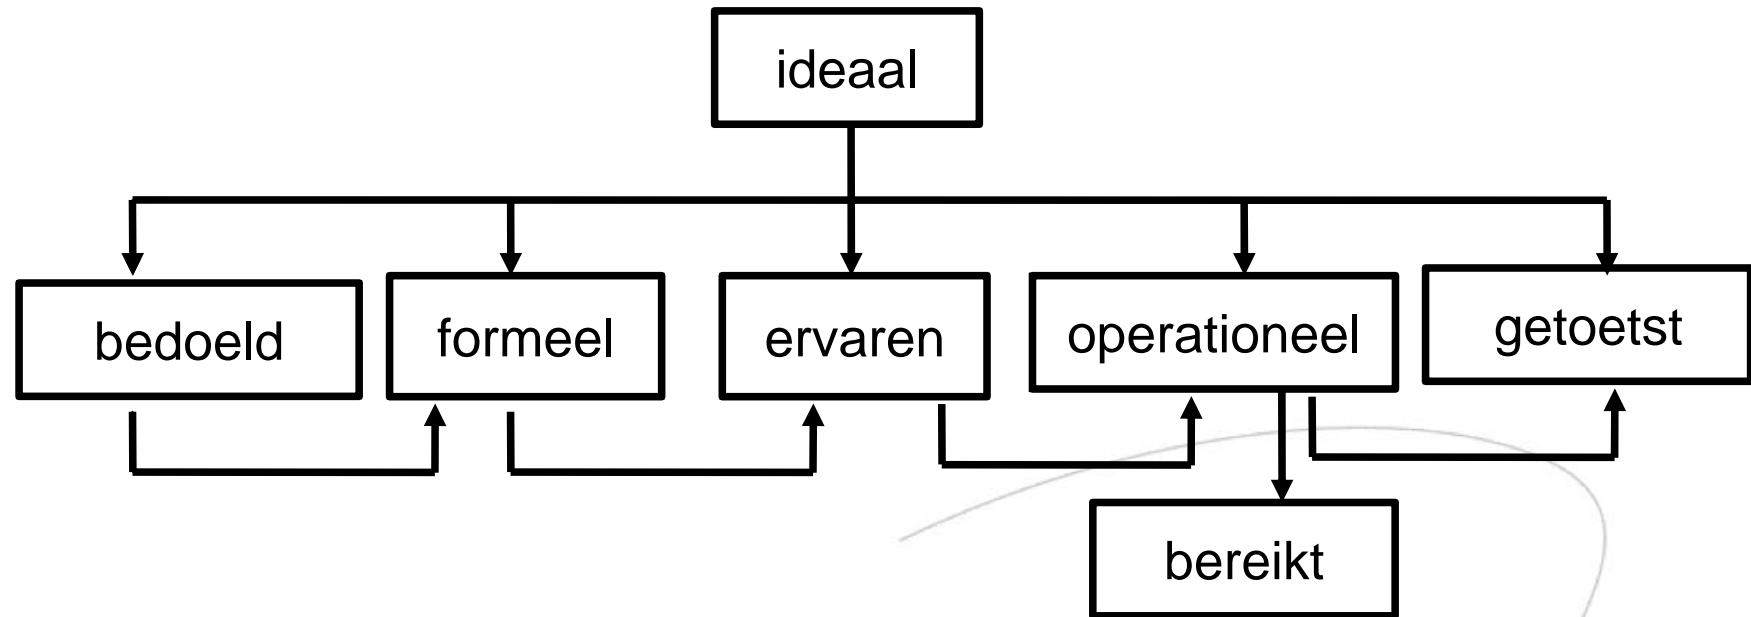 ideaal
bedoeld
formeel
ervaren
operationeel
getoetst
bereikt